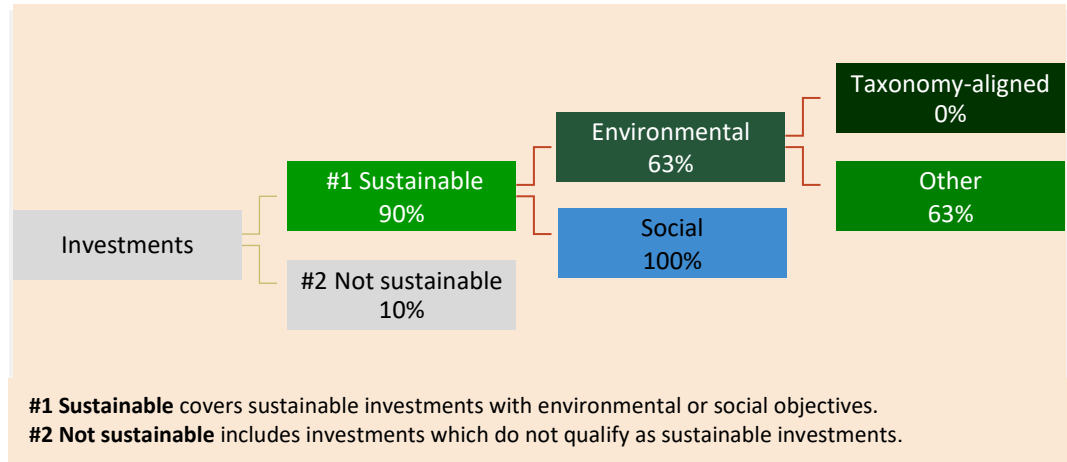 Investments
#1 Sustainable
90%
#2 Not sustainable
10%
Environmental
63%
Social
100%
Taxonomy-aligned
0%
Other
63%
#1 Sustainable covers sustainable investments with environmental or social objectives.
#2 Not sustainable includes investments which do not qualify as sustainable investments.